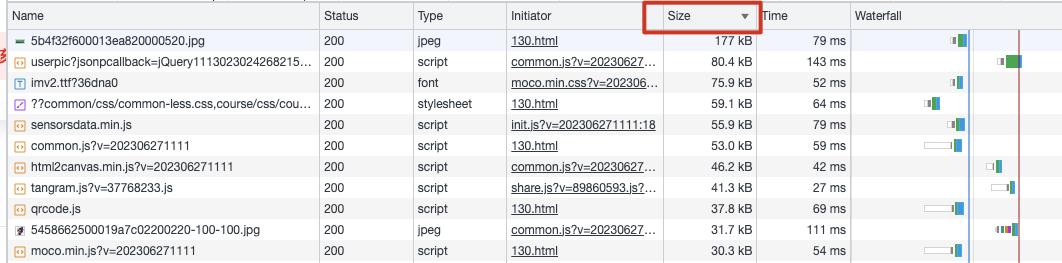 Name Status Type Initiator Size Time Waterfall
5b4f32f600013ea820000520.jpg 200 jpeg 130.html 177 kB 79 ms
userpic?jsonpcallback=jQuery1113023024268215... 200 script common.js?v=20230627... 80.4 kB 143 ms
imv2.ttf?36dna0 200 font moco.min.css?v=202306... 75.9 kB 52 ms
??common/css/common-less.css,course/css/cou... 200 stylesheet 130.html 59.1 kB 64 ms
sensorsdata.min.js 200 script init.js?v=202306271111:18 55.9 kB 79 ms
common.js?v=202306271111 200 script 130.html 53.0 kB 59 ms
html2canvas.min.js?v=202306271111 200 script common.js?v=20230627... 46.2 kB 42 ms
tangram.js?v=37768233.js 200 script share.js?v=89860593.js?... 41.3 kB 27 ms
qrcode.js 200 script 130.html 37.8 kB 69 ms
5458662500019a7c02200220-100-100.jpg 200 jpeg common.js?v=20230627... 31.7 kB 111 ms
moco.min.js?v=202306271111 200 script 130.html 30.3 kB 54 ms